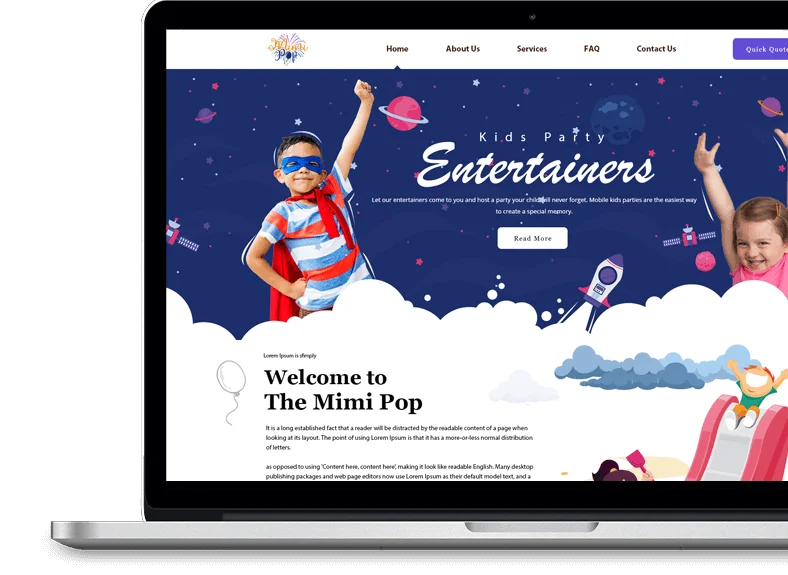 Mimi
Pop
Home About Us Services FAQ Contact Us Quick Quote
Kids Party
Entertainers
Let our entertainers come to you and host a party your child will never forget. Mobile kids parties are the easiest way
to create a special memory.
Read More
Lorem Ipsum is simply
Welcome to
The Mimi Pop
It is a long established fact that a reader will be distracted by the readable content of a page when
looking at its layout. The point of using Lorem Ipsum is that it has a more-or-less normal distribution
of letters.
as opposed to using 'Content here, content here', making it look like readable English. Many desktop
publishing packages and web page editors now use Lorem Ipsum as their default model text, and a